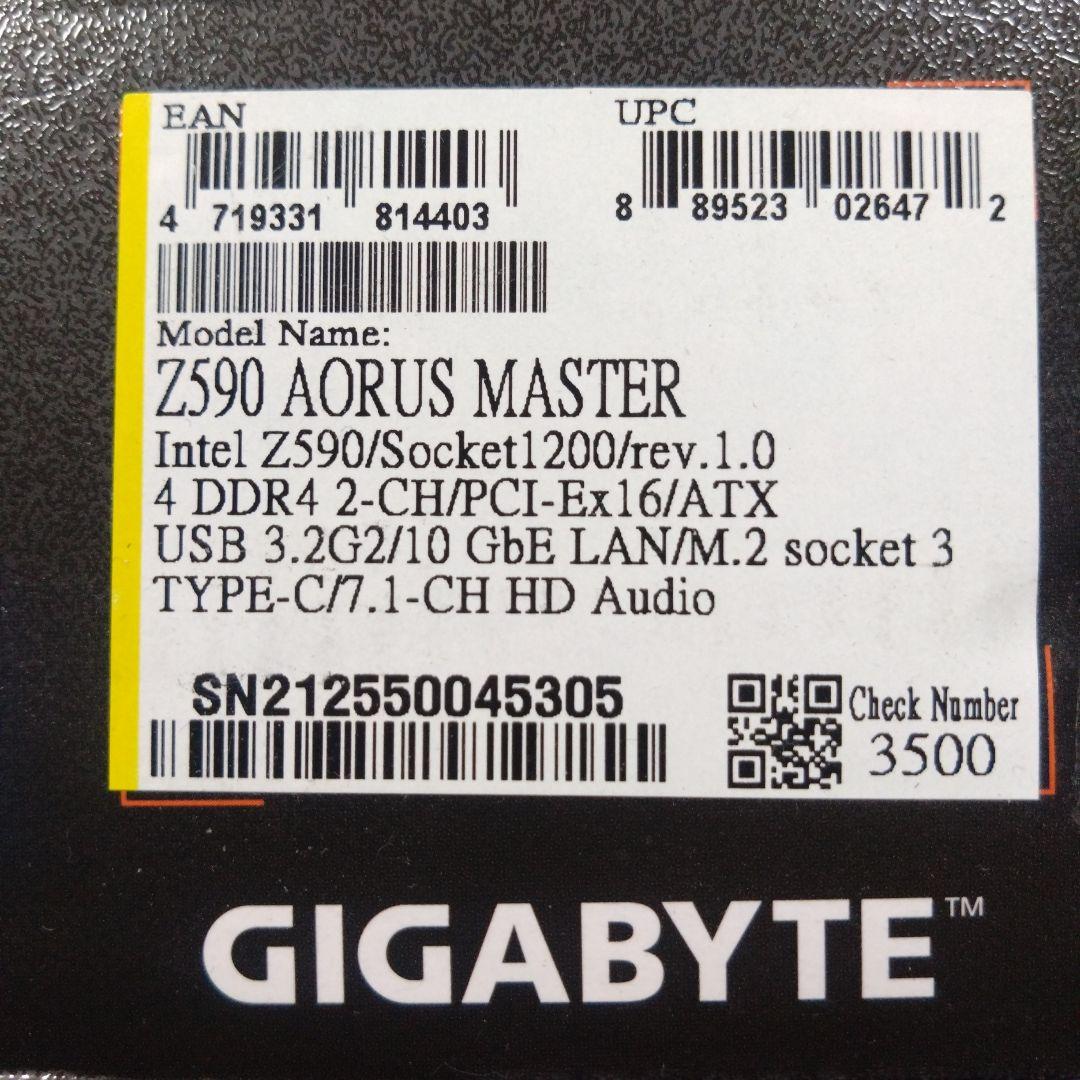 EAN
4 719331 814403
UPC
8 89523 02647 2
Model Name:
Z590 AORUS MASTER
Intel Z590/Socket1200/rev.1.0
4 DDR4 2-CH/PCI-Ex16/ATX
USB 3.2G2/10 GbE LAN/M.2 socket 3
TYPE-C/7.1-CH HD Audio
SN212550045305
Check Number
3500
GIGABYTE™